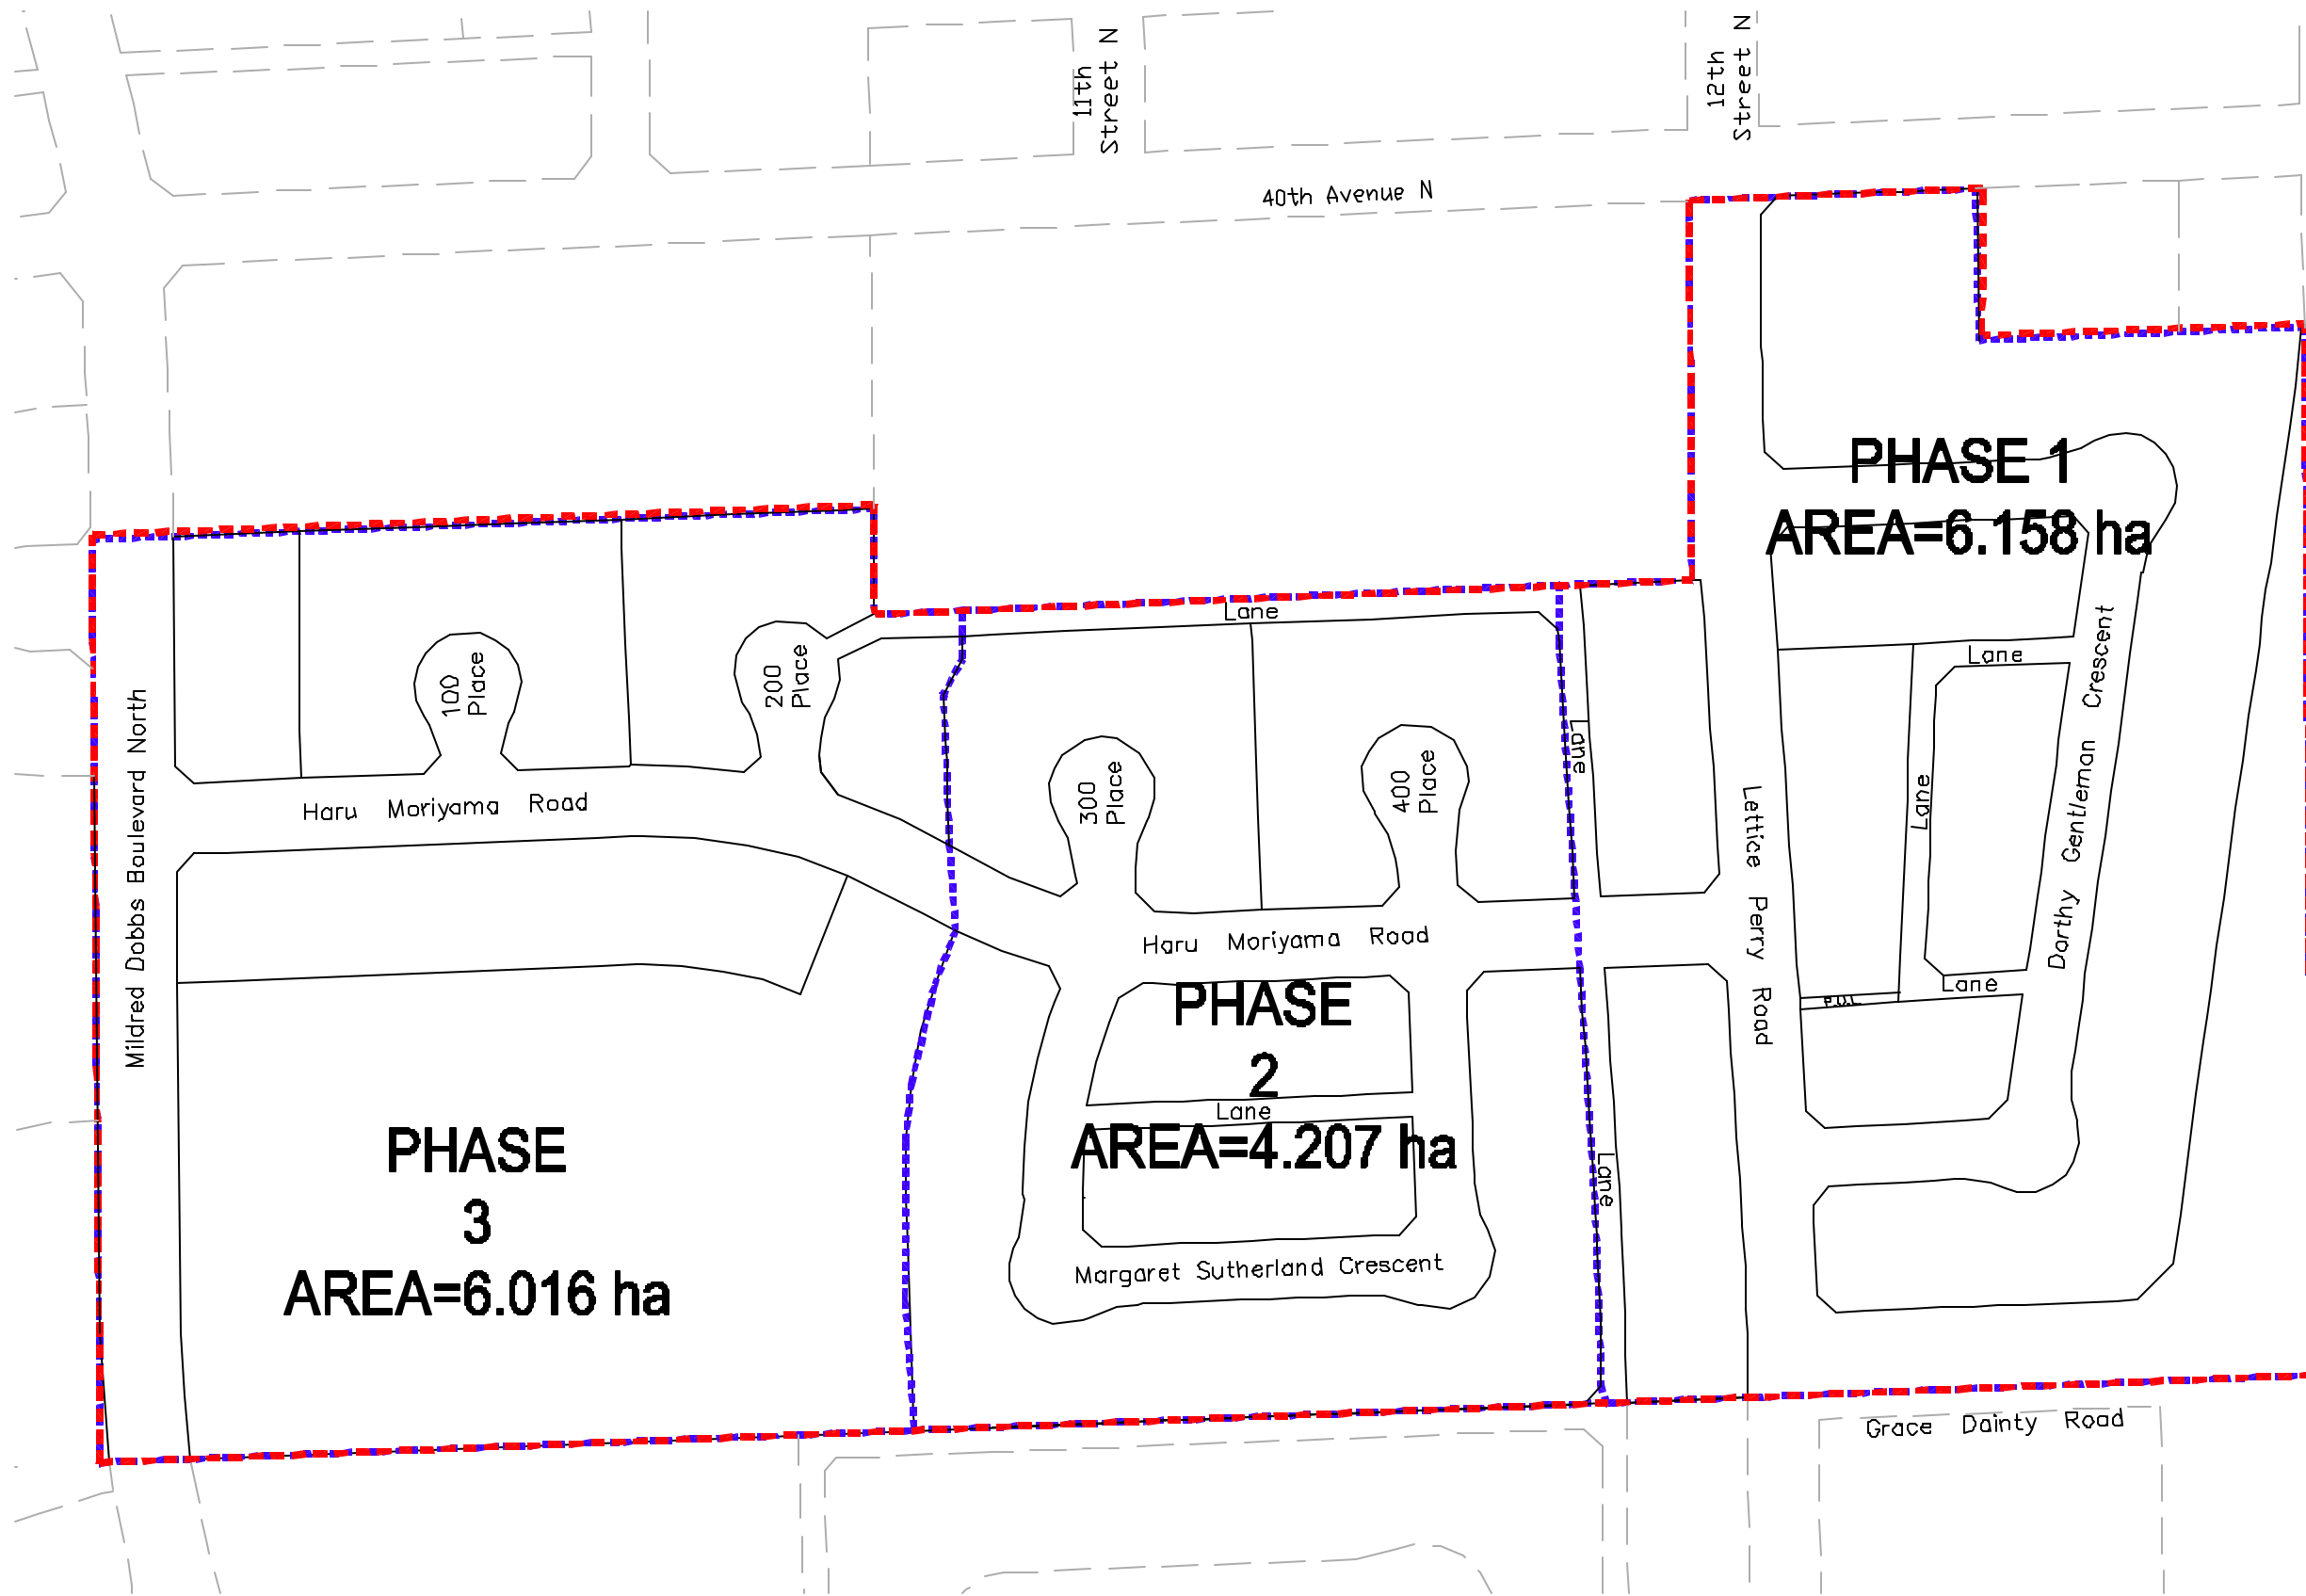 11th
Street N
12th
Street N
40th Avenue N
PHASE 1
AREA=6.158 ha
Lane
Lane
100
Place
200
Place
300
Place
400
Place
Lane
Lane
Mildred Dobbs Boulevard North
Haru Moriyama Road
Lettice Perry Road
Darthy Gentleman Crescent
Haru Moriyama Road
Lane
P.U.L.
PHASE
2
AREA=4.207 ha
Lane
Lane
PHASE
3
AREA=6.016 ha
Margaret Sutherland Crescent
Grace Dainty Road